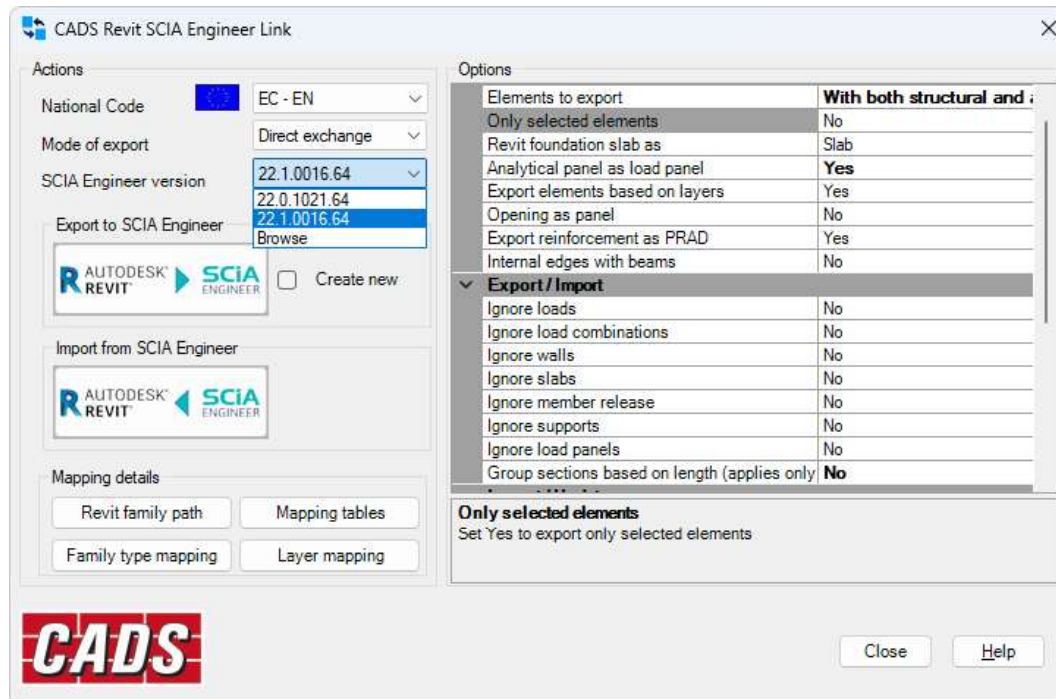 CADS Revit SCIA Engineer Link
Actions
National Code
EC - EN
Mode of export
Direct exchange
SCIA Engineer version
22.1.0016.64
22.0.1021.64
22.1.0016.64
Browse
Export to SCIA Engineer
AUTODESK REVIT SCiA ENGINEER
Create new
Import from SCIA Engineer
AUTODESK REVIT SCiA ENGINEER
Mapping details
Revit family path
Mapping tables
Family type mapping
Layer mapping
Options
Elements to export With both structural and
Only selected elements No
Revit foundation slab as Slab
Analytical panel as load panel Yes
Export elements based on layers Yes
Opening as panel No
Export reinforcement as PRAD Yes
Internal edges with beams No
Export / Import
Ignore loads No
Ignore load combinations No
Ignore walls No
Ignore slabs No
Ignore member release No
Ignore supports No
Ignore load panels No
Group sections based on length (applies only No
Only selected elements
Set Yes to export only selected elements
CADS
Close
Help